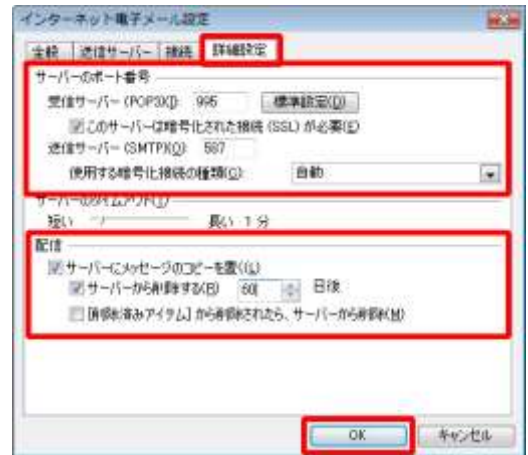 インターネット電子メール設定
全般 送信サーバー 接続 詳細設定
サーバーのポート番号
受信サーバー (POP3)(I): 995 標準設定(D)
このサーバーは暗号化された接続 (SSL) が必要(E)
送信サーバー (SMTP)(O): 587
使用する暗号化接続の種類(C): 自動
サーバーのタイムアウト(T)
短い 長い 1 分
配信
サーバーにメッセージのコピーを置く(L)
サーバーから削除する(R) 60 日後
[削除済みアイテム] から削除されたら、サーバーから削除(M)
OK キャンセル